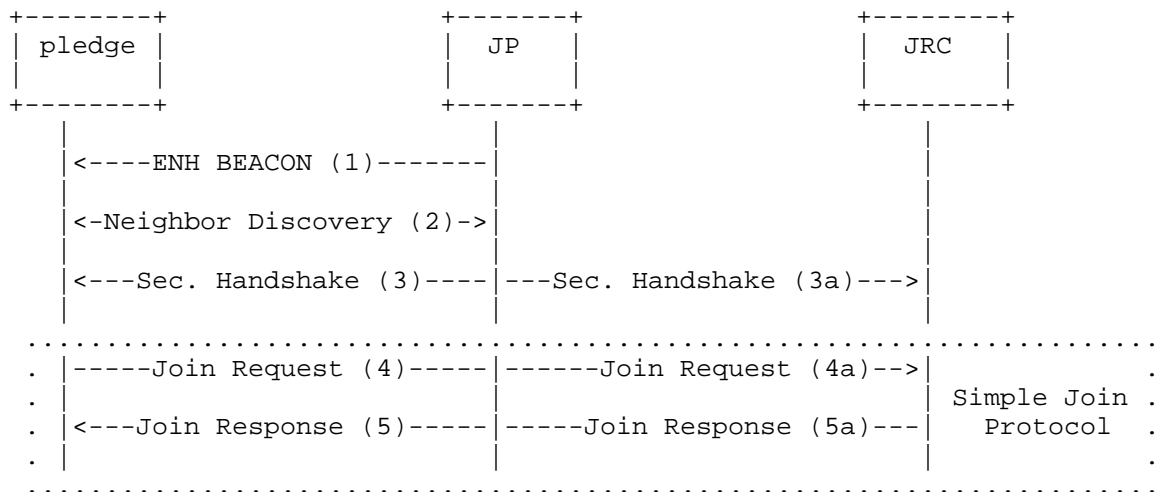 pledge JP JRC
<----ENH BEACON (1)-------
<-Neighbor Discovery (2)->
<---Sec. Handshake (3)----|---Sec. Handshake (3a)--->
-----Join Request (4)-----|------Join Request (4a)-->
Simple Join
<---Join Response (5)-----|-----Join Response (5a)---| Protocol